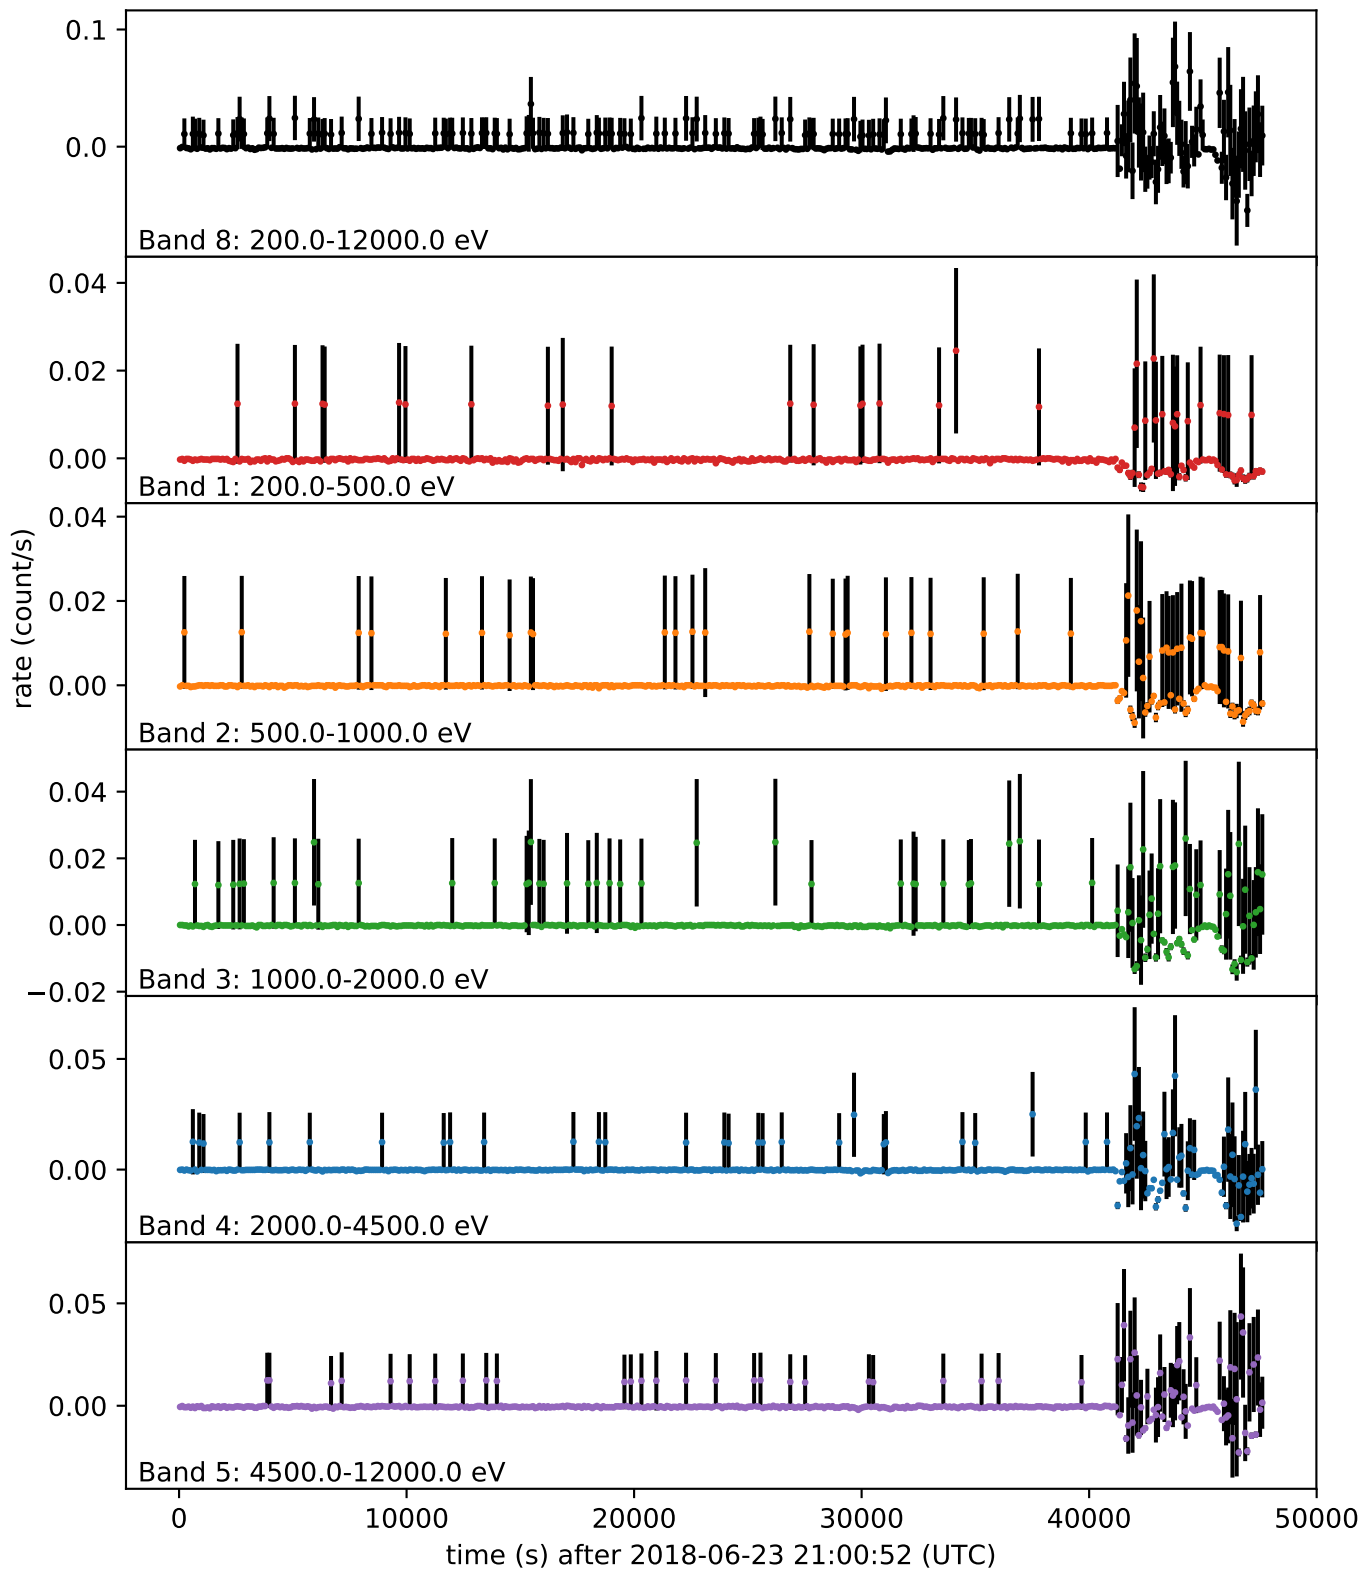 0.1
0.0
Band 8: 200.0-12000.0 eV
0.04
0.02
0.00
Band 1: 200.0-500.0 eV
rate (count/s)
0.04
0.02
0.00
Band 2: 500.0-1000.0 eV
0.04
0.02
0.00
−0.02
Band 3: 1000.0-2000.0 eV
0.05
0.00
Band 4: 2000.0-4500.0 eV
0.05
0.00
Band 5: 4500.0-12000.0 eV
0 10000 20000 30000 40000 50000
time (s) after 2018-06-23 21:00:52 (UTC)